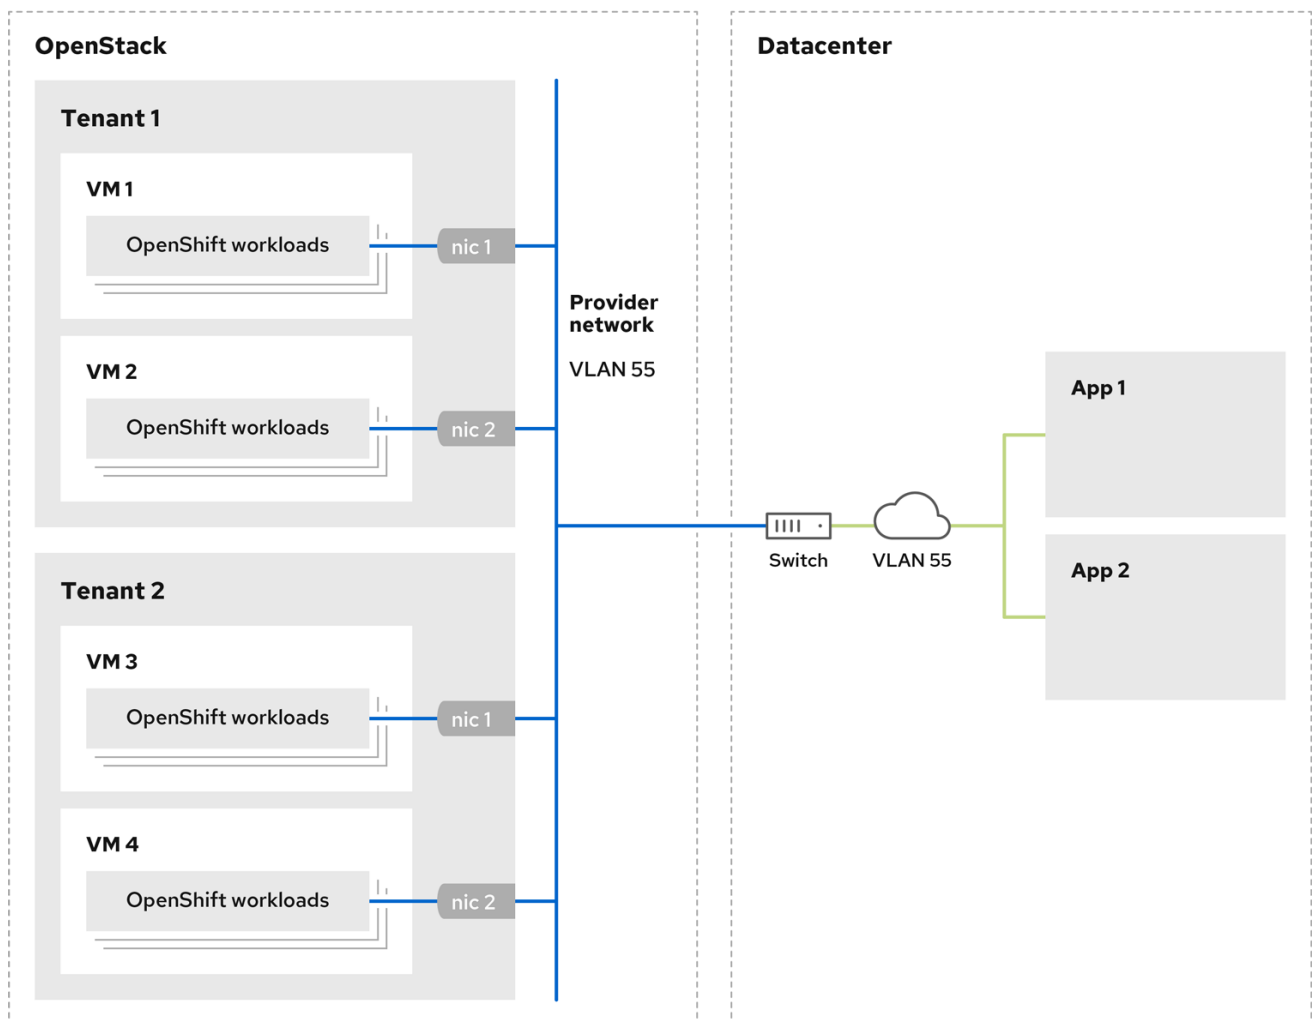 OpenStack
Tenant 1
VM 1
OpenShift workloads
nic 1
VM 2
OpenShift workloads
nic 2
Provider
network
VLAN 55
Tenant 2
VM 3
OpenShift workloads
nic 1
VM 4
OpenShift workloads
nic 2
Datacenter
Switch
VLAN 55
App 1
App 2